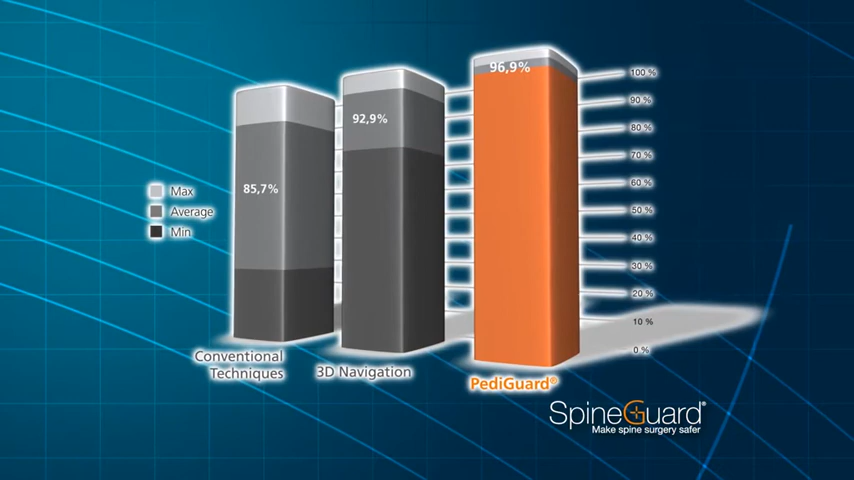 96,9%
92,9%
85,7%
Max
Average
Min
100 %
90 %
80 %
70 %
60 %
50 %
40 %
30 %
20 %
10 %
0 %
Conventional
Techniques
3D Navigation
PediGuard®
SpineGuard®
Make spine surgery safer